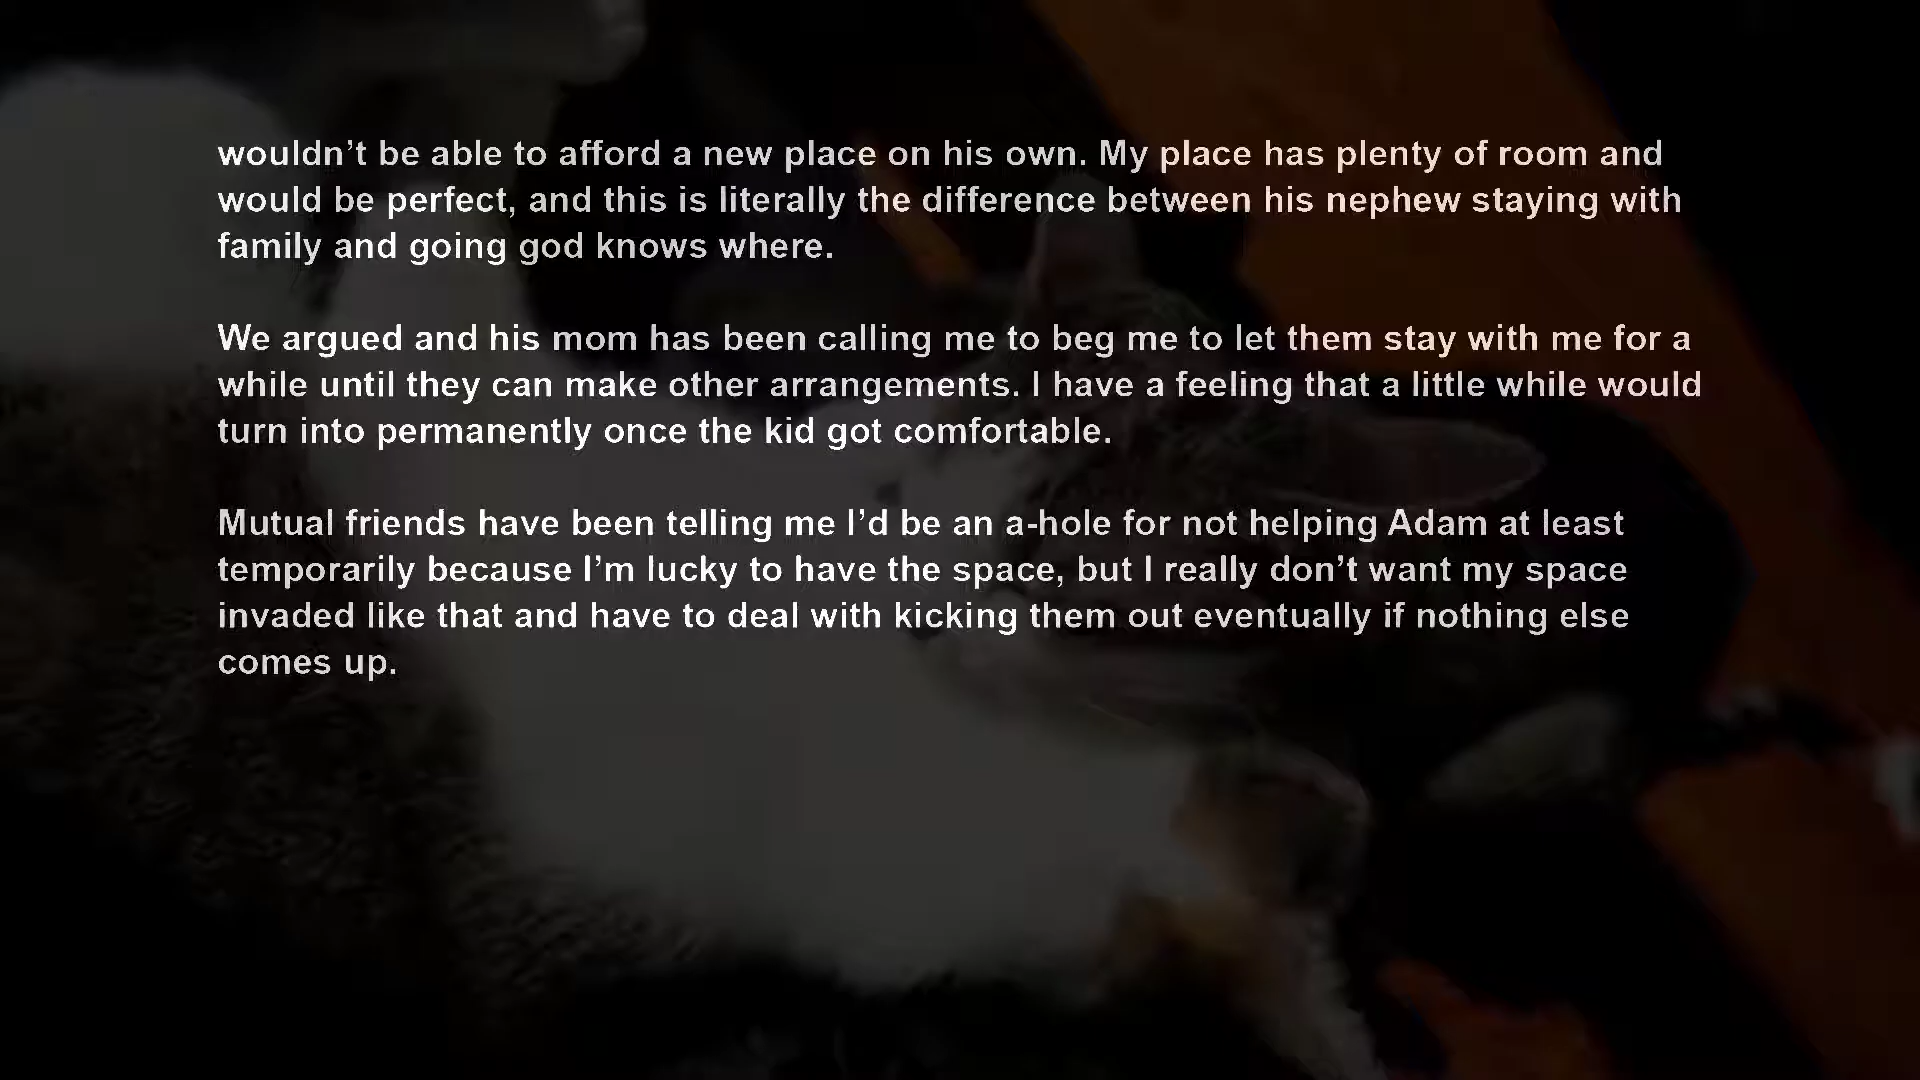 wouldn’t be able to afford a new place on his own. My place has plenty of room and
would be perfect, and this is literally the difference between his nephew staying with
family and going god knows where.
We argued and his mom has been calling me to beg me to let them stay with me for a
while until they can make other arrangements. I have a feeling that a little while would
turn into permanently once the kid got comfortable.
Mutual friends have been telling me I’d be an a-hole for not helping Adam at least
temporarily because I’m lucky to have the space, but I really don’t want my space
invaded like that and have to deal with kicking them out eventually if nothing else
comes up.